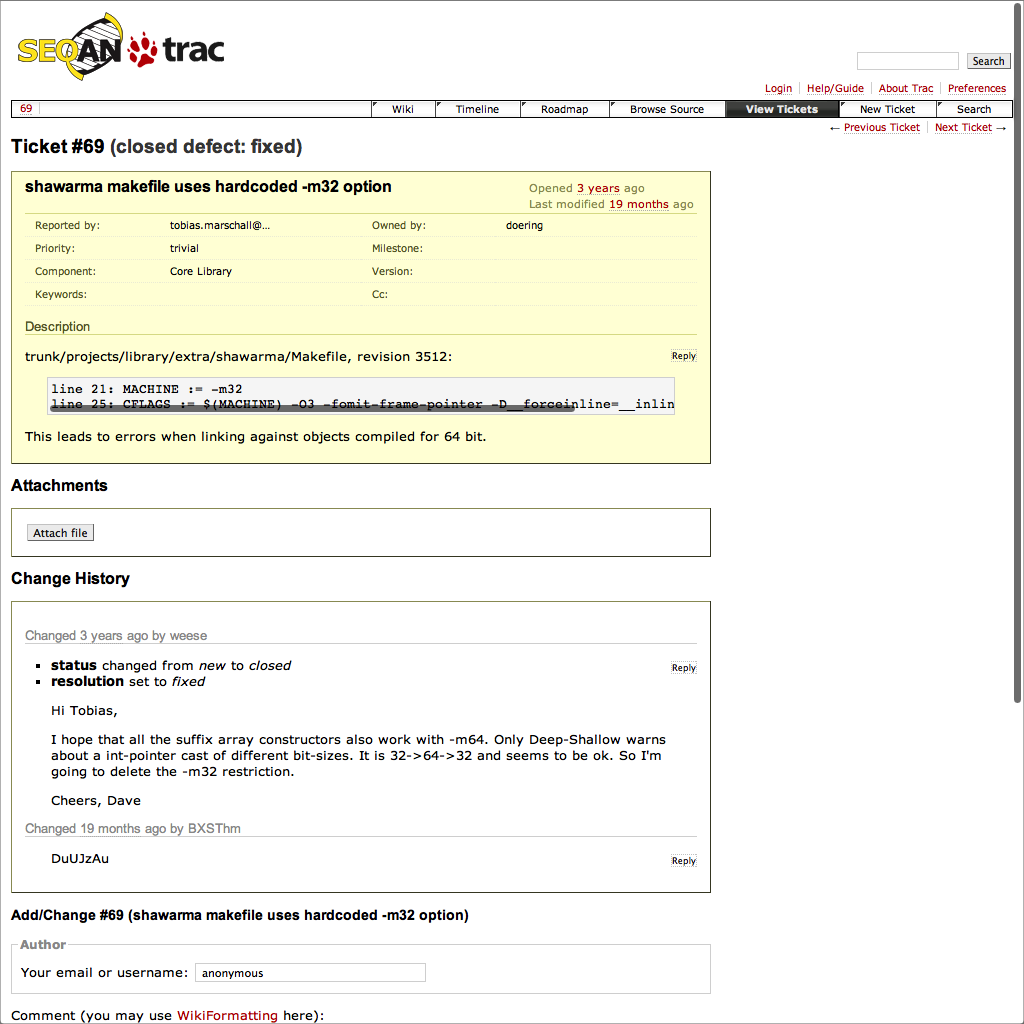 SEQAN trac
Search
Login Help/Guide About Trac Preferences
69 Wiki Timeline Roadmap Browse Source View Tickets New Ticket Search
← Previous Ticket Next Ticket →
Ticket #69 (closed defect: fixed)
shawarma makefile uses hardcoded -m32 option
Opened 3 years ago
Last modified 19 months ago
Reported by: tobias.marschall@... Owned by: doering
Priority: trivial Milestone:
Component: Core Library Version:
Keywords: Cc:
Description
trunk/projects/library/extra/shawarma/Makefile, revision 3512: Reply
line 21: MACHINE := -m32
line 25: CFLAGS := $(MACHINE) -O3 -fomit-frame-pointer -D__forceinline=__inlin
This leads to errors when linking against objects compiled for 64 bit.
Attachments
Attach file
Change History
Changed 3 years ago by weese
status changed from new to closed Reply
resolution set to fixed
Hi Tobias,
I hope that all the suffix array constructors also work with -m64. Only Deep-Shallow warns
about a int-pointer cast of different bit-sizes. It is 32->64->32 and seems to be ok. So I'm
going to delete the -m32 restriction.
Cheers, Dave
Changed 19 months ago by BXSThm
DuUJzAu Reply
Add/Change #69 (shawarma makefile uses hardcoded -m32 option)
Author
Your email or username: anonymous
Comment (you may use WikiFormatting here):